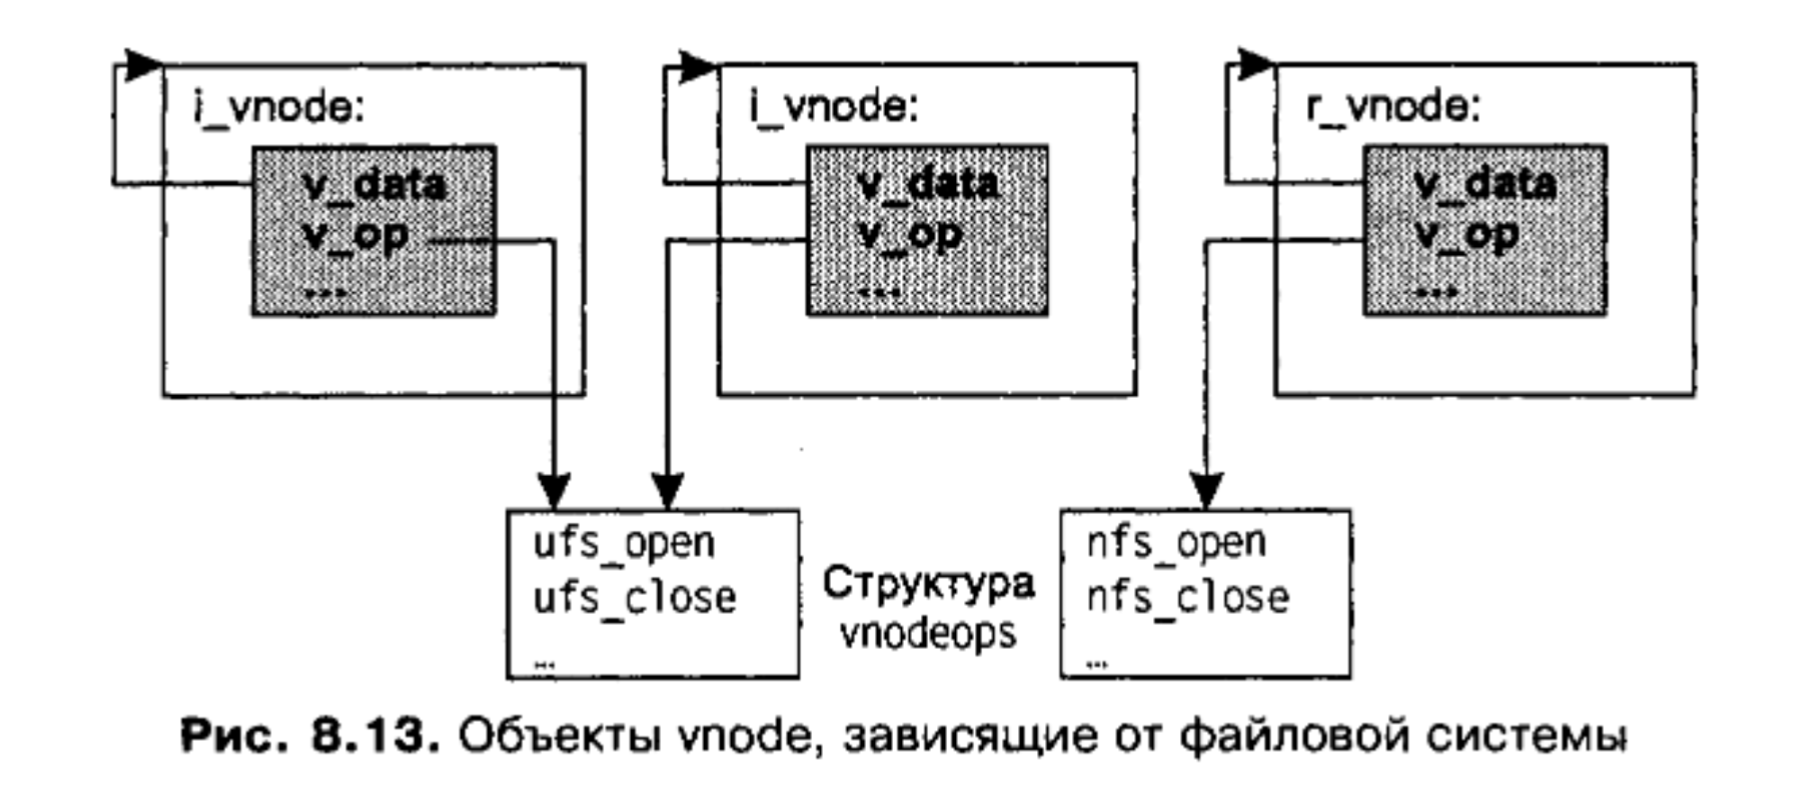 i_vnode:
v_data
v_op
...
i_vnode:
v_data
v_op
...
r_vnode:
v_data
v_op
...
ufs_open
ufs_close
...
Структура
vnodeops
nfs_open
nfs_close
...
Рис. 8.13. Объекты vnode, зависящие от файловой системы